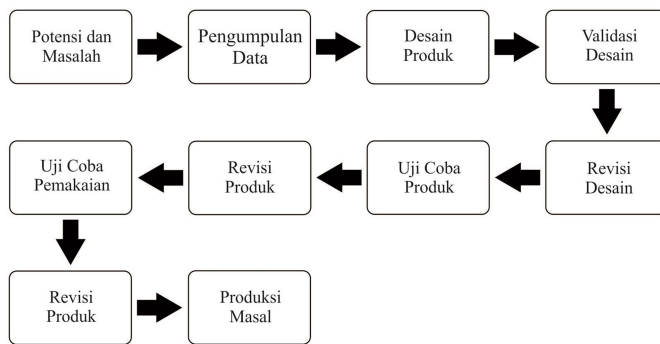 Potensi dan
Masalah
Pengumpulan
Data
Desain
Produk
Validasi
Desain
Revisi
Desain
Uji Coba
Produk
Revisi
Produk
Uji Coba
Pemakaian
Revisi
Produk
Produksi
Masal